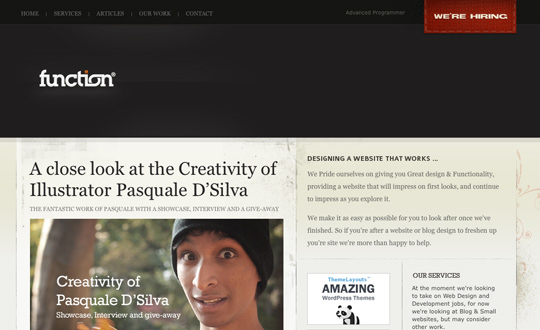 HOME | SERVICES | ARTICLES | OUR WORK | CONTACT
Advanced Programmer
WE'RE HIRING
function®
A close look at the Creativity of
Illustrator Pasquale D'Silva
THE FANTASTIC WORK OF PASQUALE WITH A SHOWCASE, INTERVIEW AND A GIVE-AWAY
Creativity of
Pasquale D'Silva
Showcase, Interview and give-away
DESIGNING A WEBSITE THAT WORKS ...
We Pride ourselves on giving you Great design & Functionality,
providing a website that will impress on first looks, and continue
to impress as you explore it.
We make it as easy as possible for you to look after once we've
finished. So if you're after a website or blog design to freshen up
you're site we're more than happy to help.
ThemeLayouts™
AMAZING
WordPress Themes
OUR SERVICES
At the moment we're looking
to take on Web Design and
Development jobs, for now
we're looking at Blog & Small
websites, but may consider
other work.